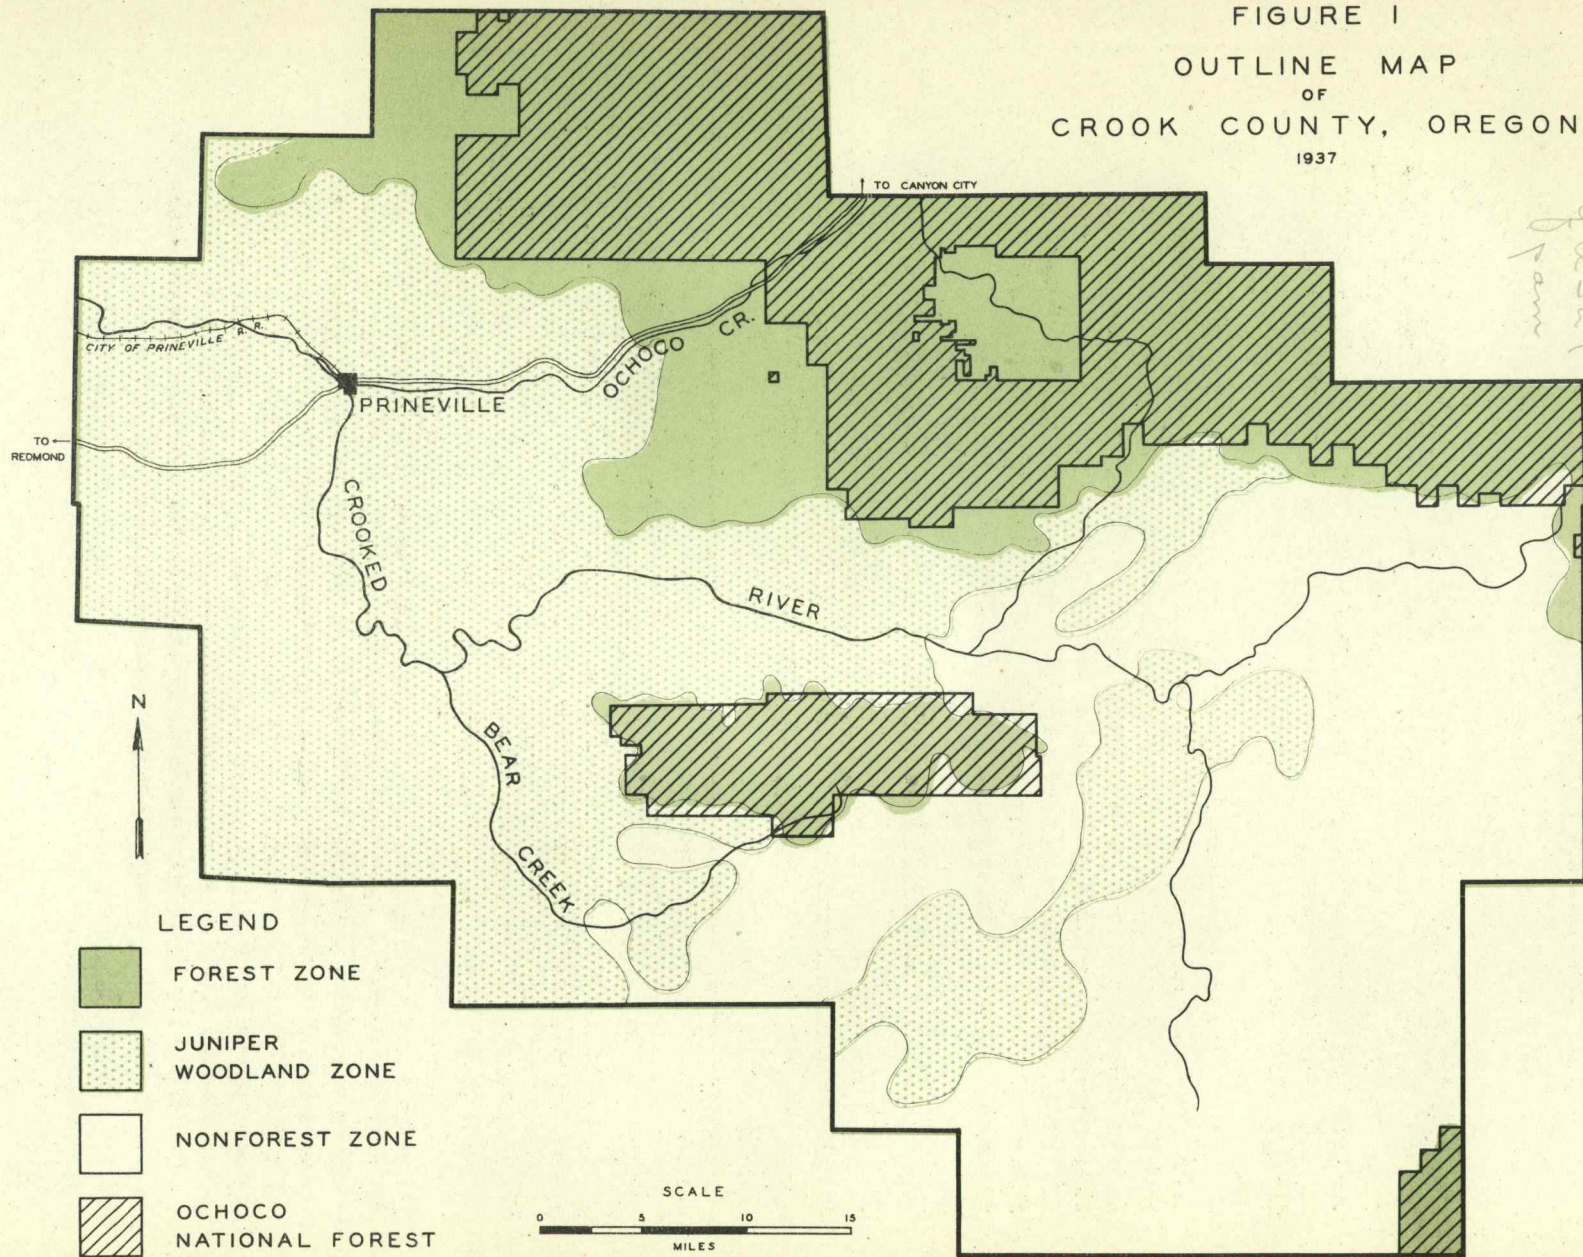 FIGURE 1
OUTLINE MAP
OF
CROOK COUNTY, OREGON
1937
TO CANYON CITY
CITY OF PRINEVILLE R. R.
OCHOCO CR.
PRINEVILLE
TO
REDMOND
CROOKED
RIVER
N
BEAR
CREEK
LEGEND
FOREST ZONE
JUNIPER
WOODLAND ZONE
NONFOREST ZONE
OCHOCO
NATIONAL FOREST
SCALE
0 5 10 15
MILES